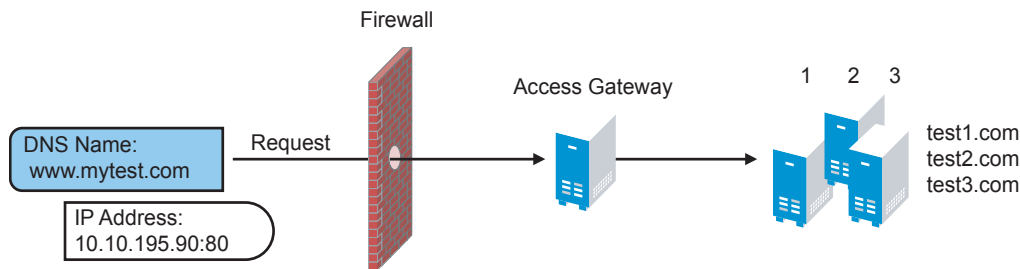 Firewall
Access Gateway
1 2 3
DNS Name:
www.mytest.com
Request
test1.com
test2.com
test3.com
IP Address:
10.10.195.90:80